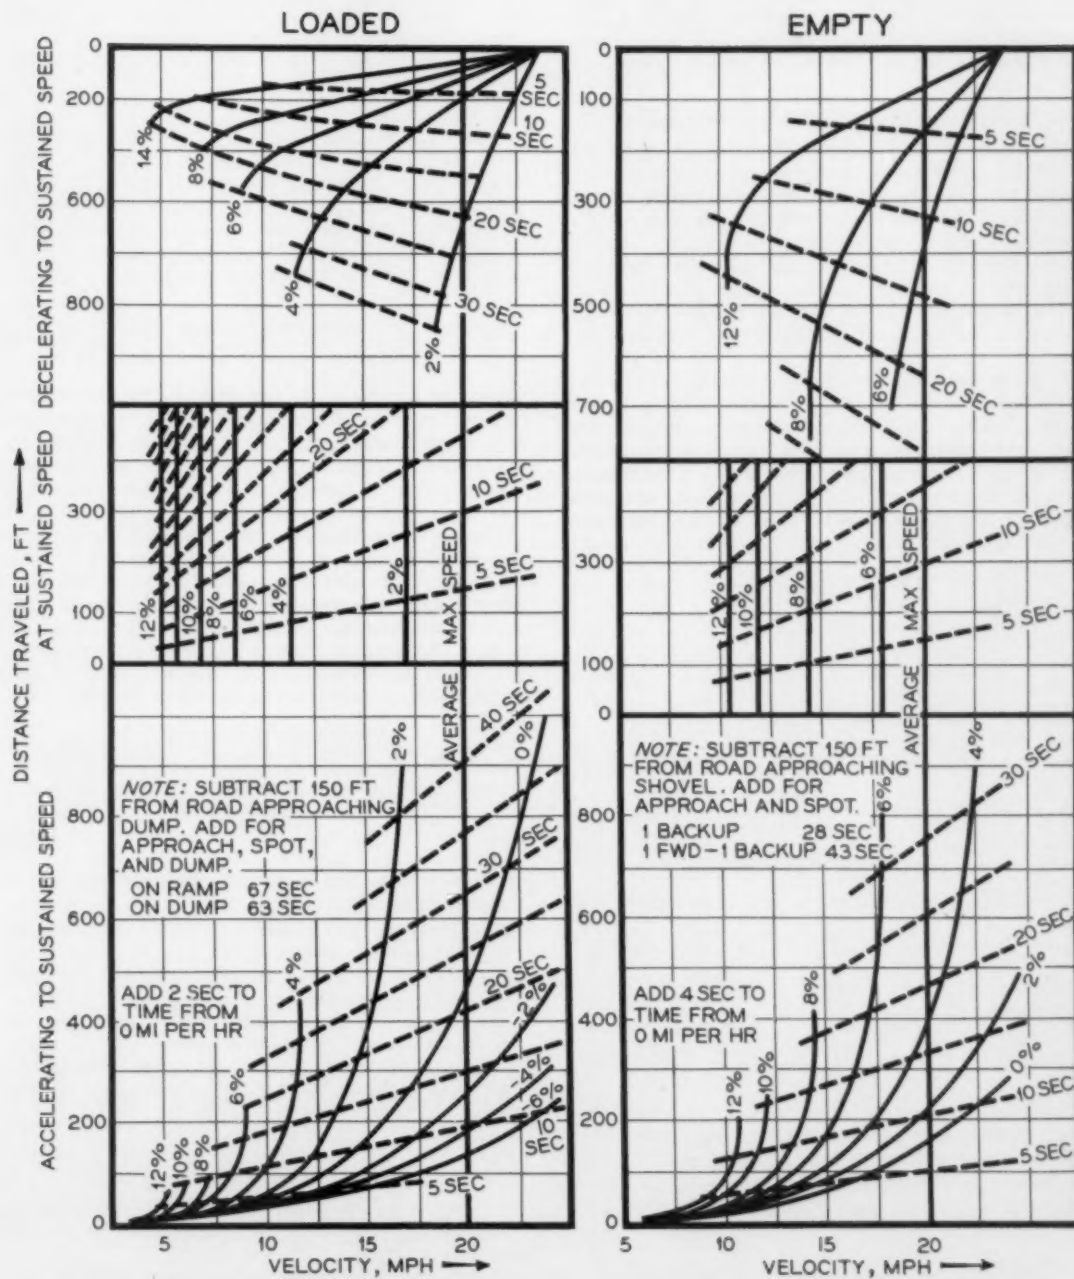 LOADED
EMPTY
DISTANCE TRAVELED, FT
DECELERATING TO SUSTAINED SPEED
0
200
400
600
800
5
SEC
10
SEC
20 SEC
30 SEC
14%
8%
6%
4%
2%
0
100
300
500
700
5 SEC
10 SEC
20 SEC
12%
8%
6%
AT SUSTAINED SPEED
300
100
0
20 SEC
10 SEC
5 SEC
12%
10%
8%
6%
4%
2%
AVERAGE MAX SPEED
300
100
0
10 SEC
5 SEC
12%
10%
8%
6%
AVERAGE MAX SPEED
ACCELERATING TO SUSTAINED SPEED
800
600
400
200
0
NOTE: SUBTRACT 150 FT
FROM ROAD APPROACHING
DUMP. ADD FOR
APPROACH, SPOT,
AND DUMP.
ON RAMP 67 SEC
ON DUMP 63 SEC
ADD 2 SEC TO
TIME FROM
0 MI PER HR
40 SEC
30 SEC
20 SEC
10
SEC
5 SEC
12%
10%
8%
6%
4%
2%
0%
-2%
-4%
-6%
800
600
400
200
0
NOTE: SUBTRACT 150 FT
FROM ROAD APPROACHING
SHOVEL. ADD FOR
APPROACH AND SPOT.
1 BACKUP 28 SEC
1 FWD-1 BACKUP 43 SEC
ADD 4 SEC TO
TIME FROM
0 MI PER HR
30 SEC
20 SEC
10 SEC
5 SEC
12%
10%
8%
6%
4%
2%
0%
5 10 15 20
VELOCITY, MPH
5 10 15 20
VELOCITY, MPH